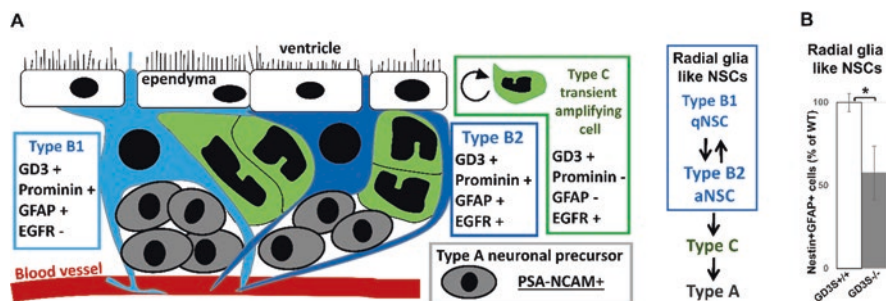 A
ventricle
ependyma
Type B1
GD3 +
Prominin +
GFAP +
EGFR -
Blood vessel
Type B2
GD3 +
Prominin +
GFAP +
EGFR +
Type C
transient
amplifying
cell
GD3 +
Prominin -
GFAP -
EGFR +
Type A neuronal precursor
PSA-NCAM+
Radial glia
like NSCs
Type B1
qNSC
Type B2
aNSC
Type C
Type A
B
Radial glia
like NSCs
*
Nestin+GFAP+
cells (% of WT)
100
50
0
GD3S+/+
GD3S-/-